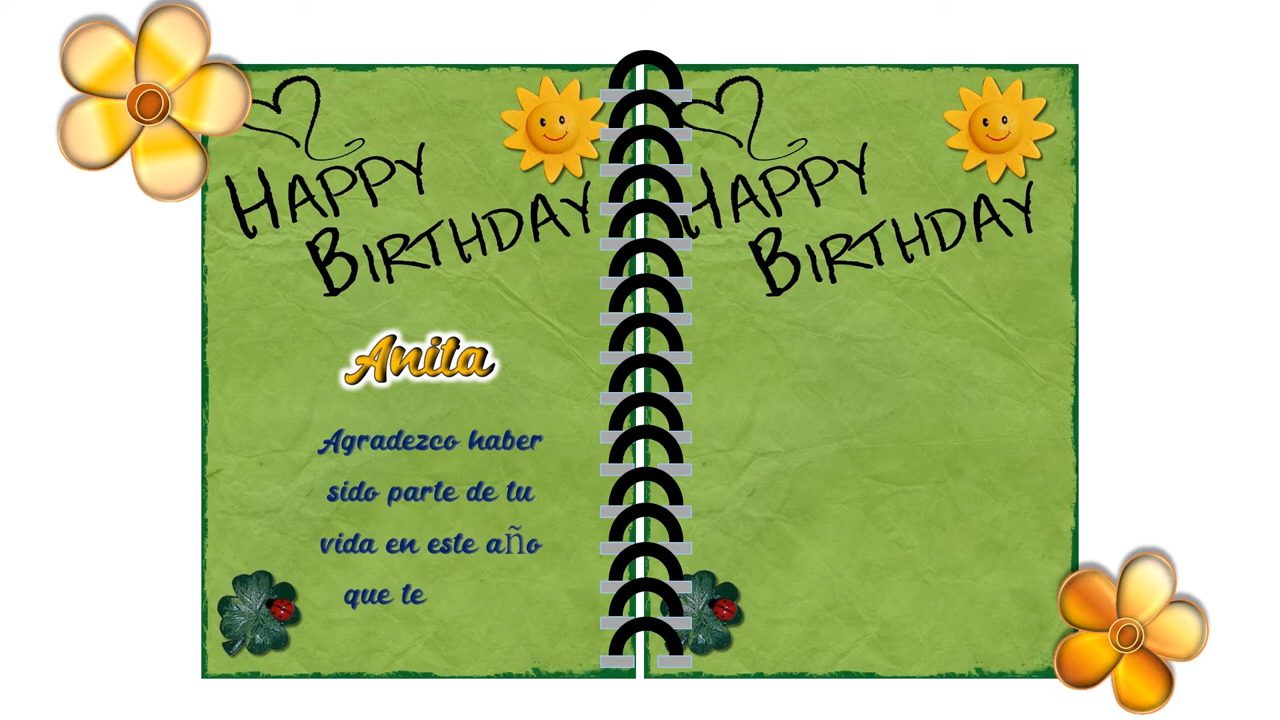 HAPPY
BIRTHDAY
Anita
Agradezco haber
sido parte de tu
vida en este año
que te
HAPPY
BIRTHDAY